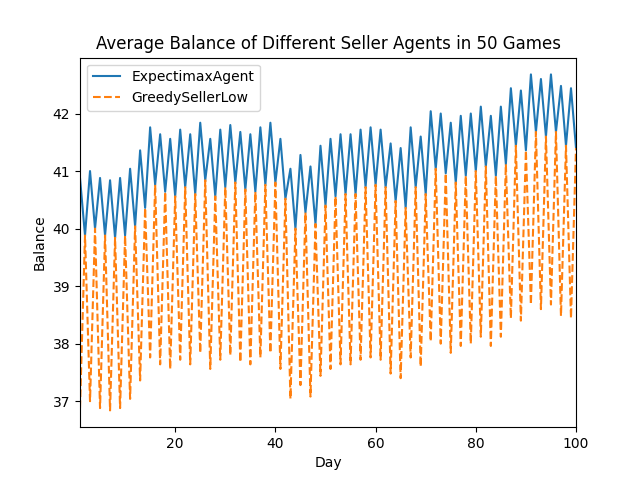 Average Balance of Different Seller Agents in 50 Games
ExpectimaxAgent
GreedySellerLow
42
41
40
39
38
37
Balance
20
40
60
80
100
Day